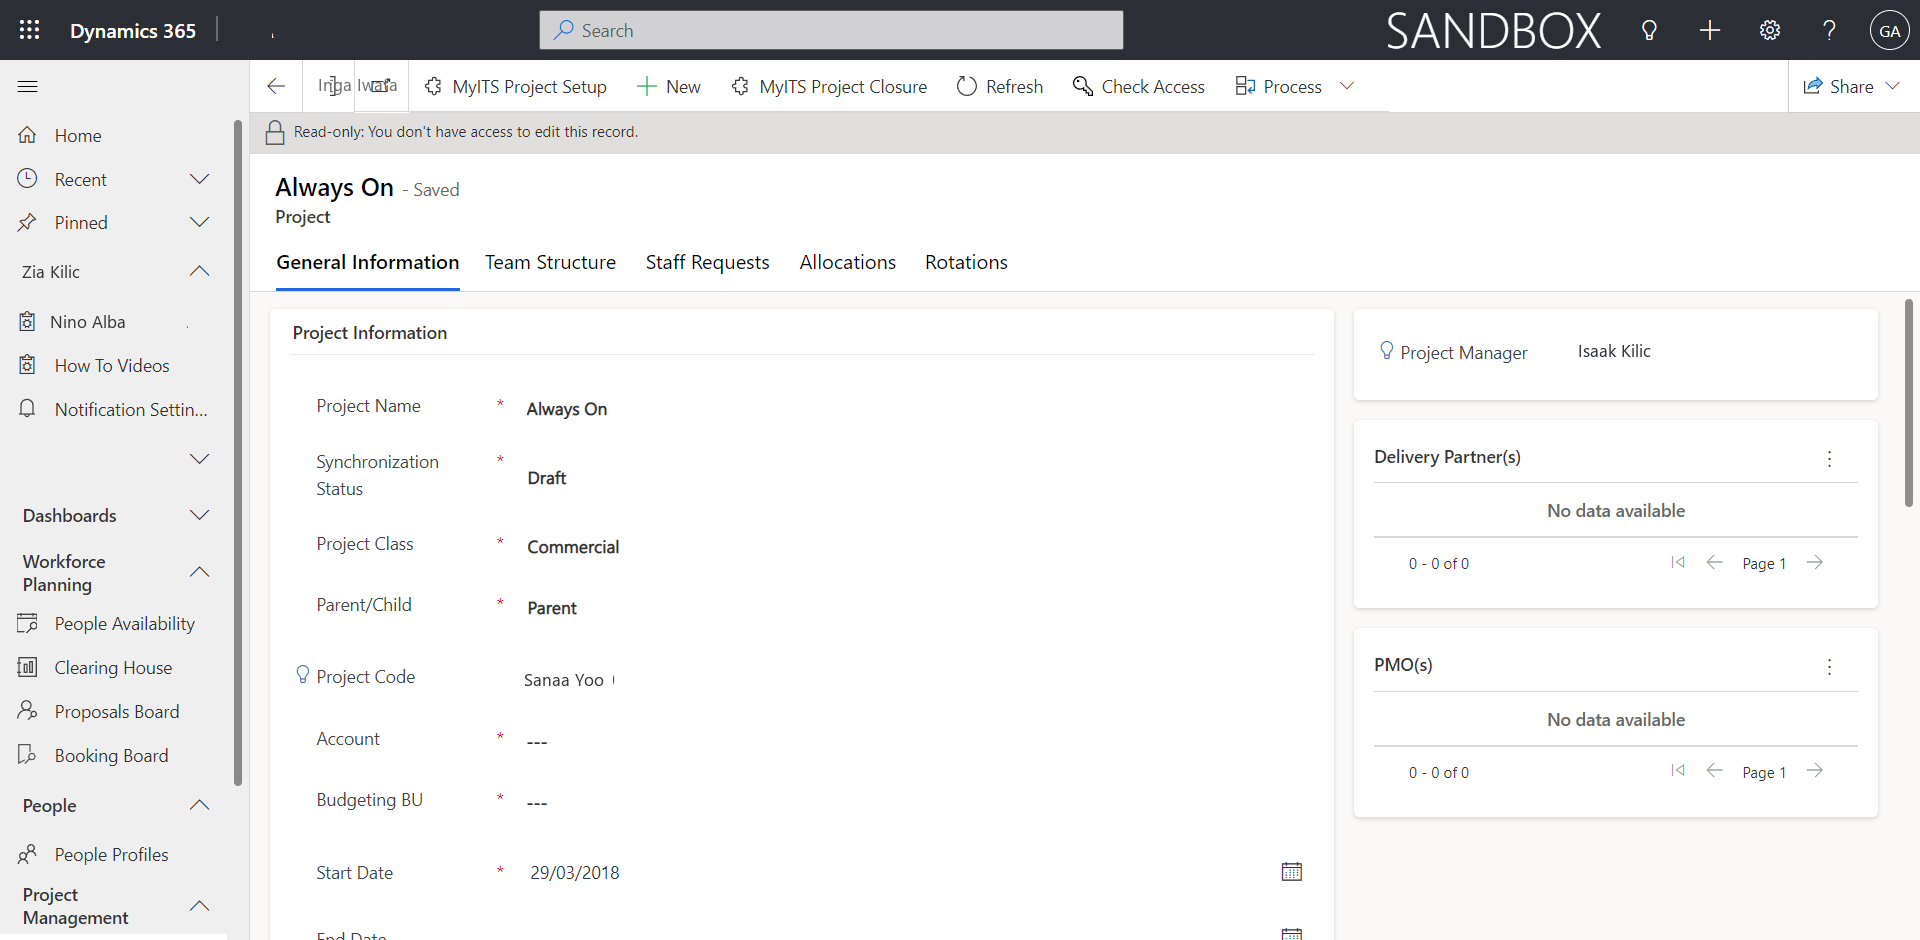 Dynamics 365
Search
SANDBOX
GA
Inga Iwata
MyITS Project Setup
New
MyITS Project Closure
Refresh
Check Access
Process
Share
Read-only: You don't have access to edit this record.
Home
Recent
Pinned
Zia Kilic
Nino Alba
How To Videos
Notification Settin...
Dashboards
Workforce
Planning
People Availability
Clearing House
Proposals Board
Booking Board
People
People Profiles
Project
Management
Always On - Saved
Project
General Information
Team Structure
Staff Requests
Allocations
Rotations
Project Information
Project Name * Always On
Synchronization
Status * Draft
Project Class * Commercial
Parent/Child * Parent
Project Code Sanaa Yoo
Account * ---
Budgeting BU * ---
Start Date * 29/03/2018
End Date
Project Manager Isaak Kilic
Delivery Partner(s)
No data available
0 - 0 of 0 Page 1
PMO(s)
No data available
0 - 0 of 0 Page 1